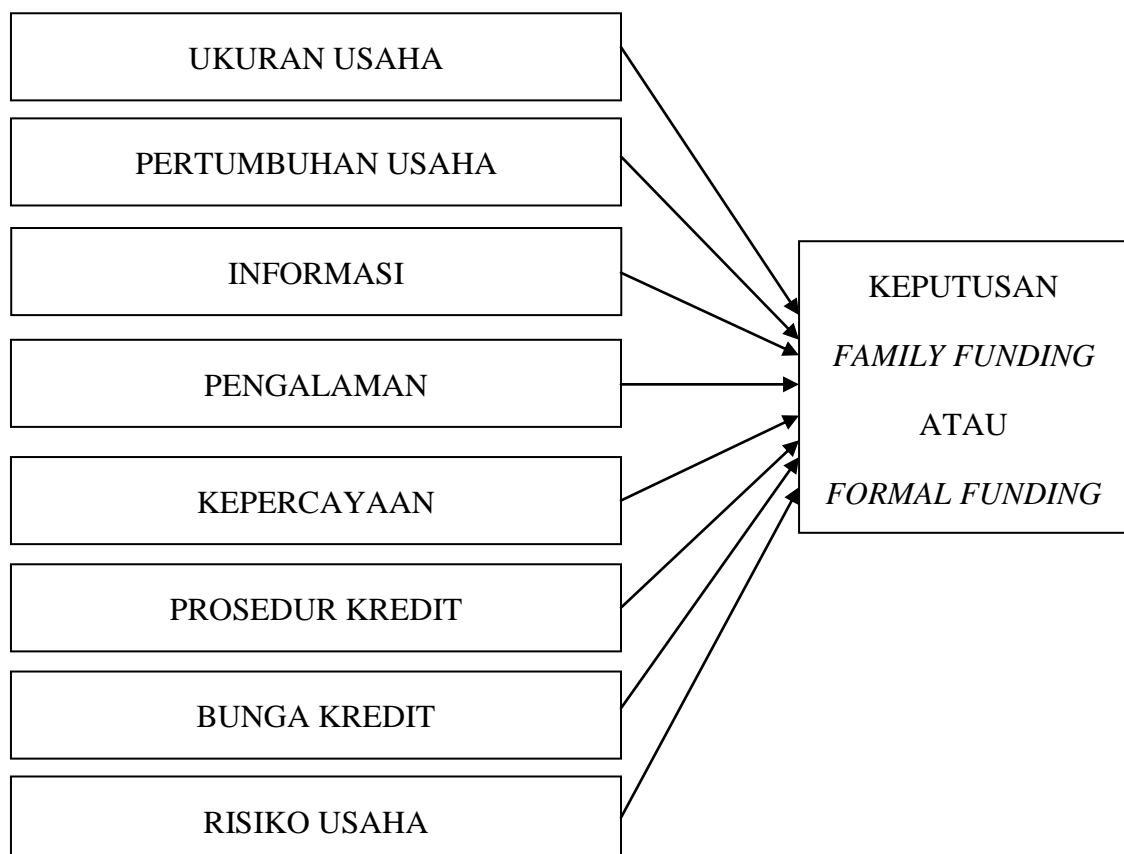 UKURAN USAHA
PERTUMBUHAN USAHA
INFORMASI
PENGALAMAN
KEPERCAYAAN
PROSEDUR KREDIT
BUNGA KREDIT
RISIKO USAHA
KEPUTUSAN
FAMILY FUNDING
ATAU
FORMAL FUNDING